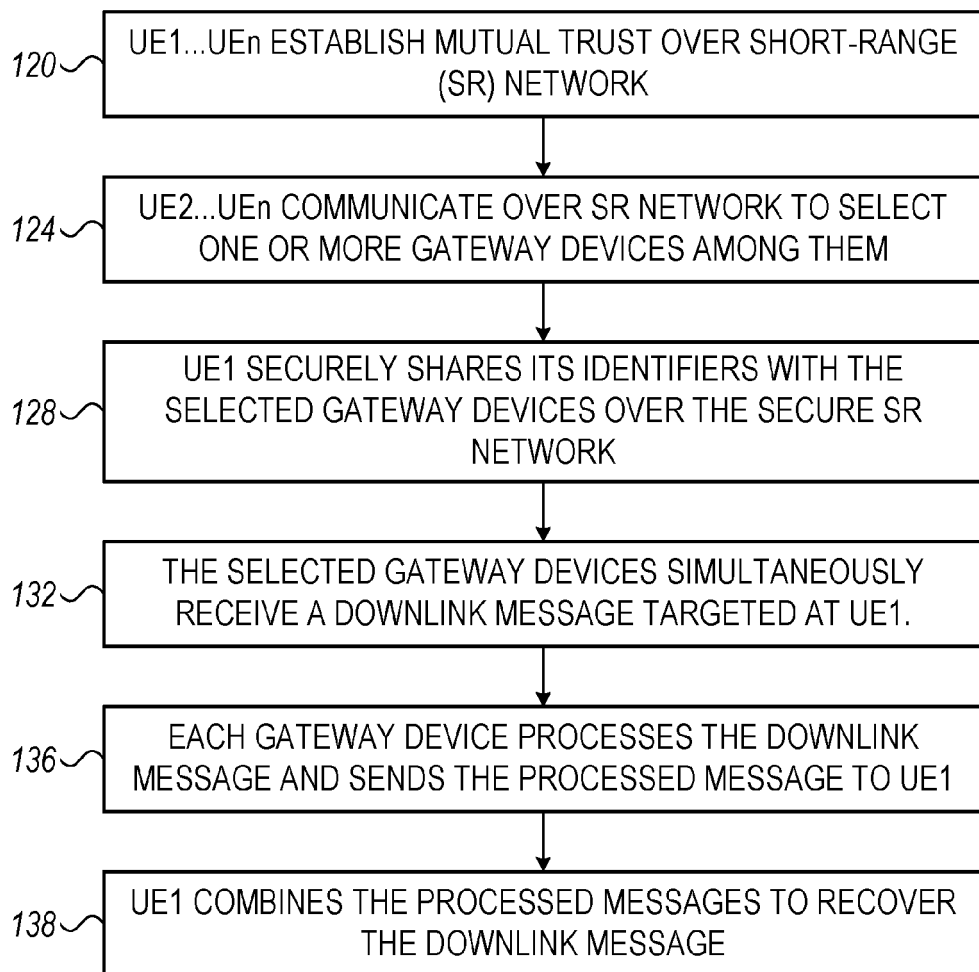 120
UE1...UEn ESTABLISH MUTUAL TRUST OVER SHORT-RANGE
(SR) NETWORK
124
UE2...UEn COMMUNICATE OVER SR NETWORK TO SELECT
ONE OR MORE GATEWAY DEVICES AMONG THEM
128
UE1 SECURELY SHARES ITS IDENTIFIERS WITH THE
SELECTED GATEWAY DEVICES OVER THE SECURE SR
NETWORK
132
THE SELECTED GATEWAY DEVICES SIMULTANEOUSLY
RECEIVE A DOWNLINK MESSAGE TARGETED AT UE1.
136
EACH GATEWAY DEVICE PROCESSES THE DOWNLINK
MESSAGE AND SENDS THE PROCESSED MESSAGE TO UE1
138
UE1 COMBINES THE PROCESSED MESSAGES TO RECOVER
THE DOWNLINK MESSAGE